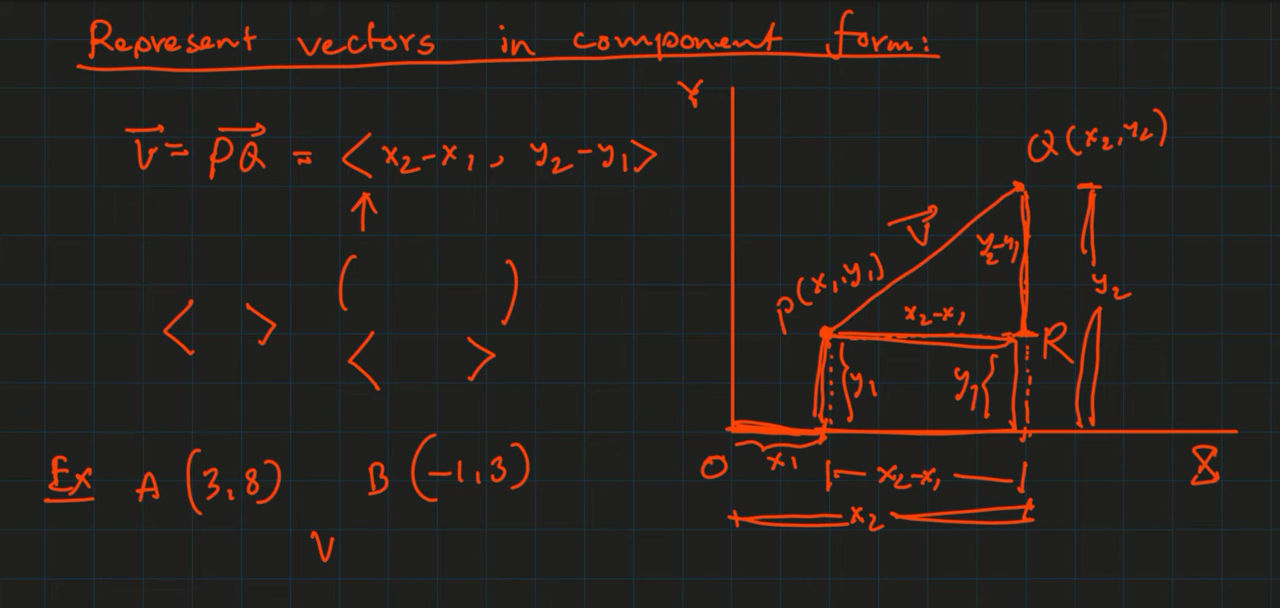 Represent vectors in component form:
V⃗ = PQ⃗ = < x₂-x₁, y₂-y₁ >
↑
( )
< >
< >
Ex A (3,8) B (-1,3)
V
Y
Q(x₂,y₂)
V⃗
y₂-y₁
P(x₁,y₁)
y₂
x₂-x₁
R
y₁ y₁
O x₁ x₂-x₁ X
x₂